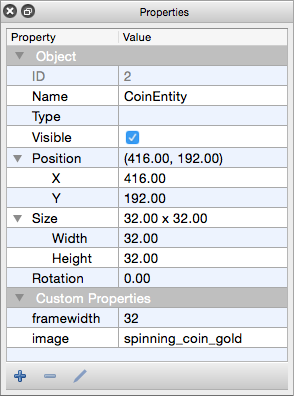 Properties
Property Value
Object
ID 2
Name CoinEntity
Type
Visible
Position (416.00, 192.00)
X 416.00
Y 192.00
Size 32.00 x 32.00
Width 32.00
Height 32.00
Rotation 0.00
Custom Properties
framewidth 32
image spinning_coin_gold